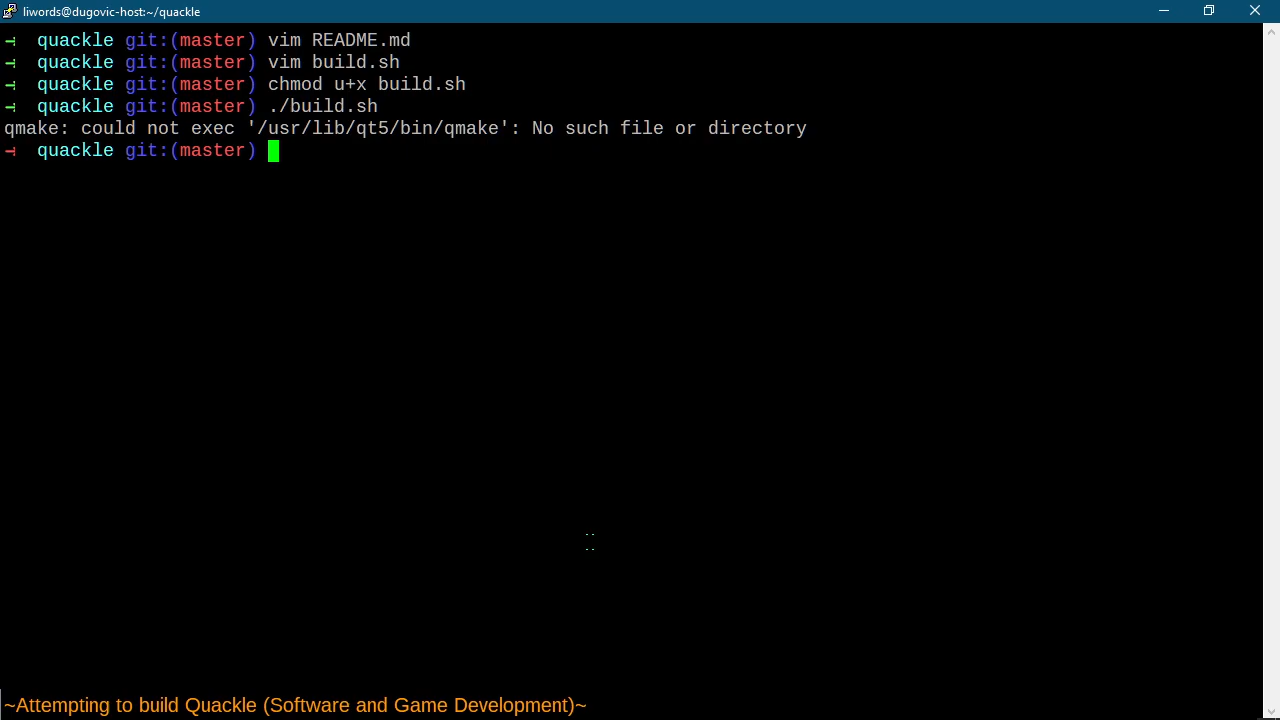 liwords@dugovic-host:~/quackle
→ quackle git:(master) vim README.md
→ quackle git:(master) vim build.sh
→ quackle git:(master) chmod u+x build.sh
→ quackle git:(master) ./build.sh
qmake: could not exec '/usr/lib/qt5/bin/qmake': No such file or directory
→ quackle git:(master)
~Attempting to build Quackle (Software and Game Development)~